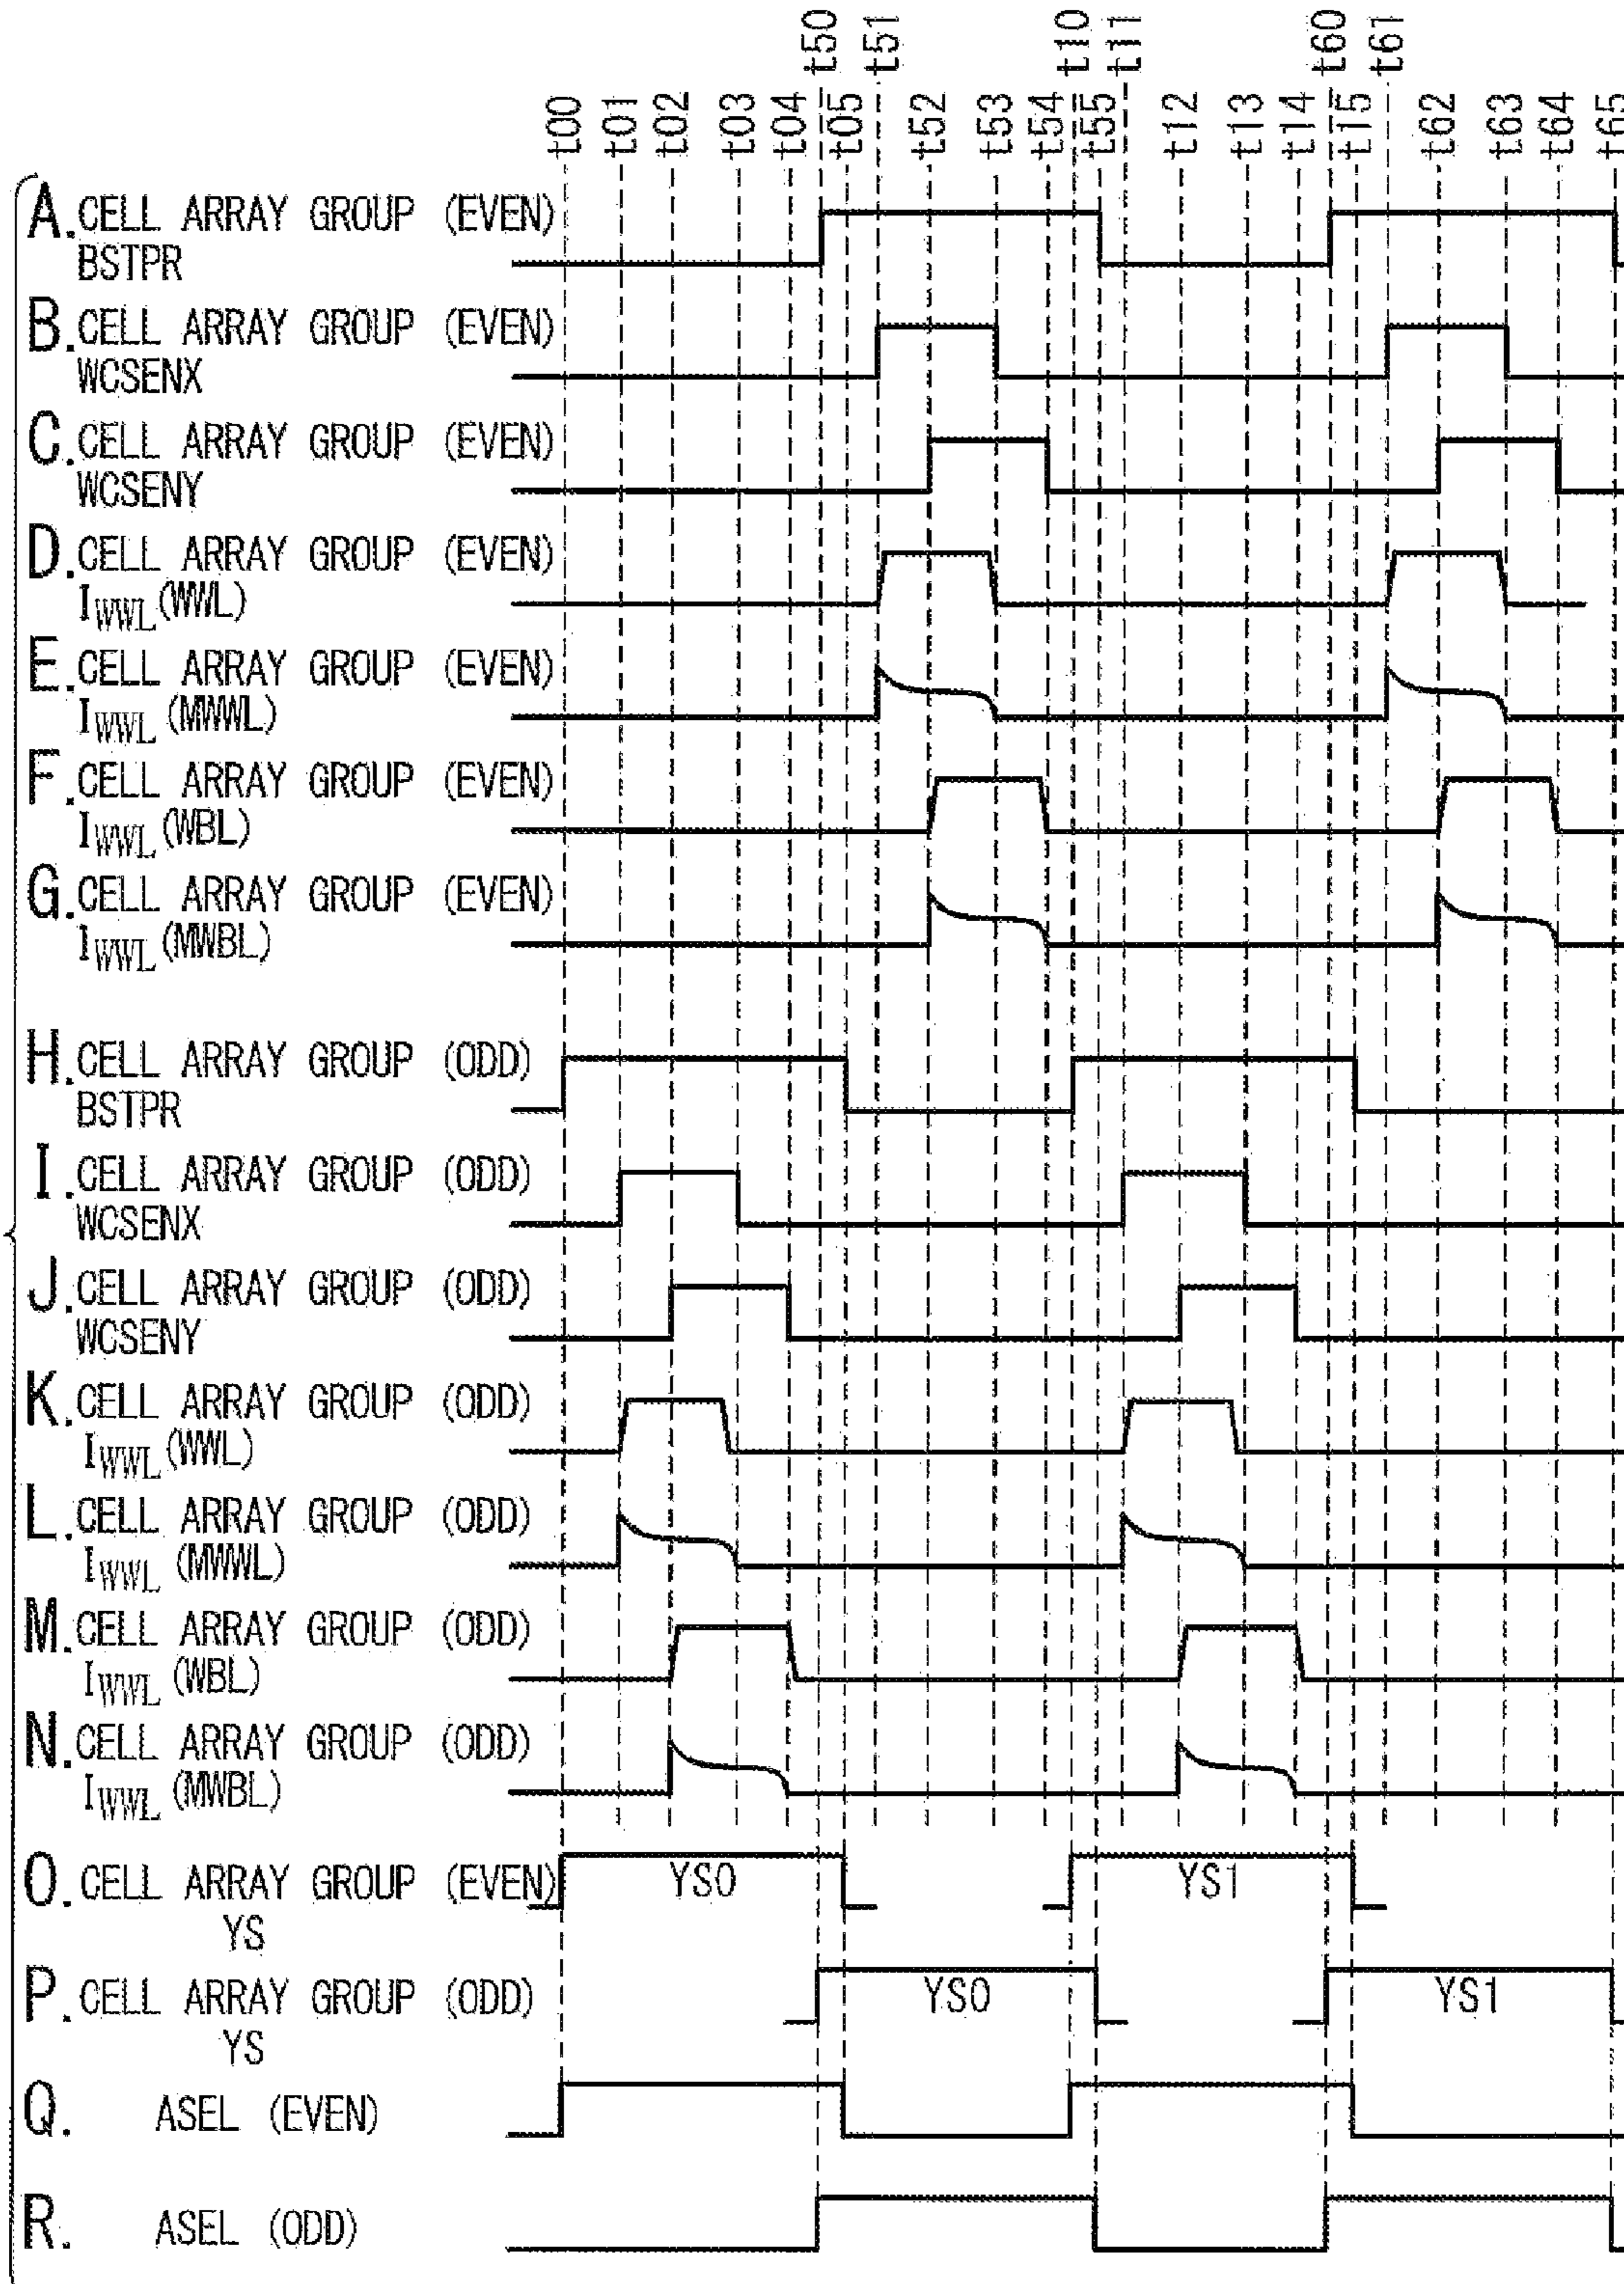 t50 t51 t10 t11 t60 t61
t00 t01 t02 t03 t04 t05 t52 t53 t54 t55 t12 t13 t14 t15 t62 t63 t64 t65
A. CELL ARRAY GROUP (EVEN)
BSTPR
B. CELL ARRAY GROUP (EVEN)
WCSENX
C. CELL ARRAY GROUP (EVEN)
WCSENY
D. CELL ARRAY GROUP (EVEN)
IWWL (WWL)
E. CELL ARRAY GROUP (EVEN)
IWWL (MWWL)
F. CELL ARRAY GROUP (EVEN)
IWWL (WBL)
G. CELL ARRAY GROUP (EVEN)
IWWL (MWBL)
H. CELL ARRAY GROUP (ODD)
BSTPR
I. CELL ARRAY GROUP (ODD)
WCSENX
J. CELL ARRAY GROUP (ODD)
WCSENY
K. CELL ARRAY GROUP (ODD)
IWWL (WWL)
L. CELL ARRAY GROUP (ODD)
IWWL (MWWL)
M. CELL ARRAY GROUP (ODD)
IWWL (WBL)
N. CELL ARRAY GROUP (ODD)
IWWL (MWBL)
O. CELL ARRAY GROUP (EVEN) YS0 YS1
YS
P. CELL ARRAY GROUP (ODD) YS0 YS1
YS
Q. ASEL (EVEN)
R. ASEL (ODD)